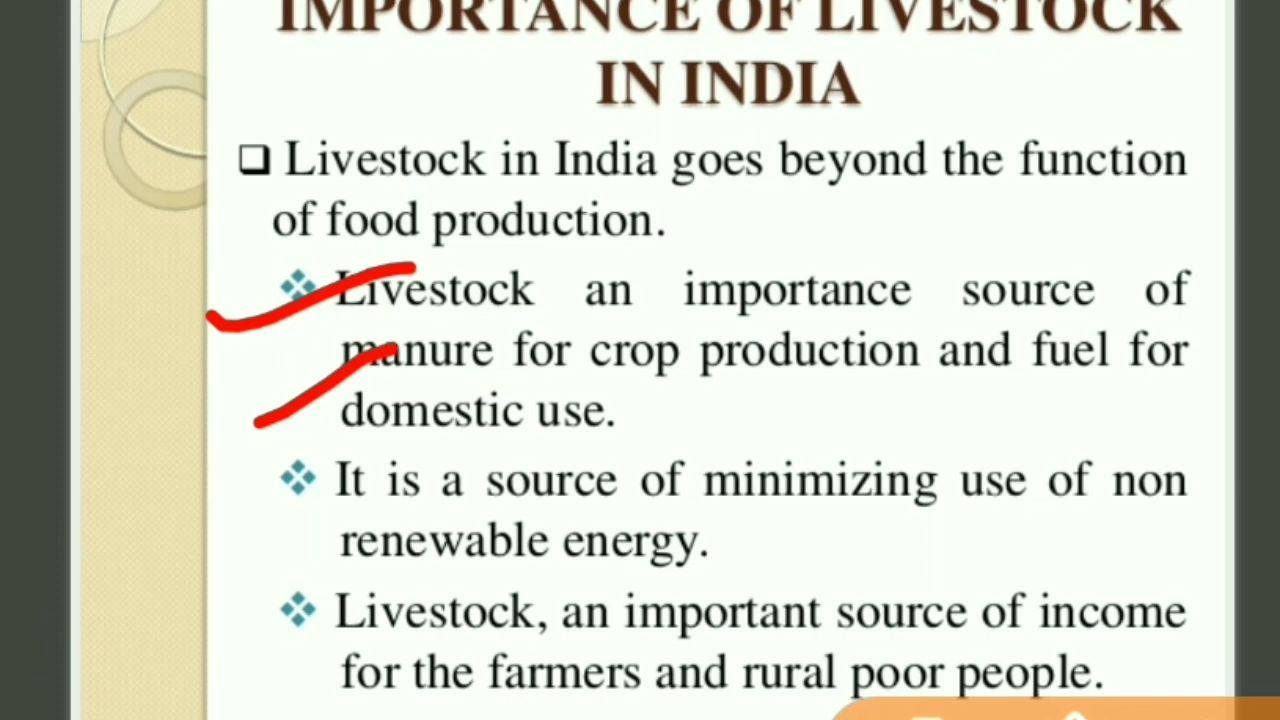 IMPORTANCE OF LIVESTOCK
IN INDIA
Livestock in India goes beyond the function
of food production.
Livestock an importance source of
manure for crop production and fuel for
domestic use.
It is a source of minimizing use of non
renewable energy.
Livestock, an important source of income
for the farmers and rural poor people.